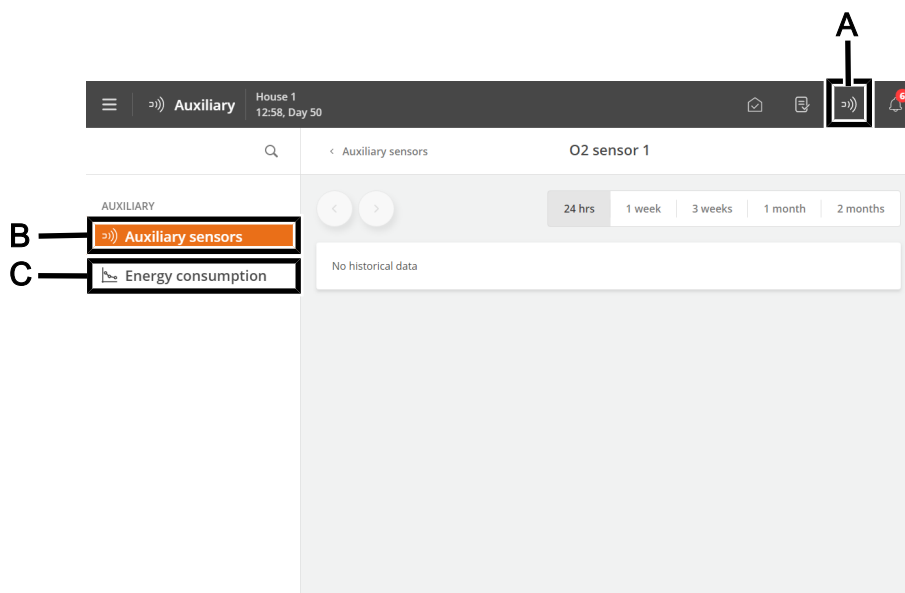 A
Auxiliary
House 1
12:58, Day 50
6
‹ Auxiliary sensors
O2 sensor 1
AUXILIARY
24 hrs 1 week 3 weeks 1 month 2 months
B
Auxiliary sensors
No historical data
C
Energy consumption